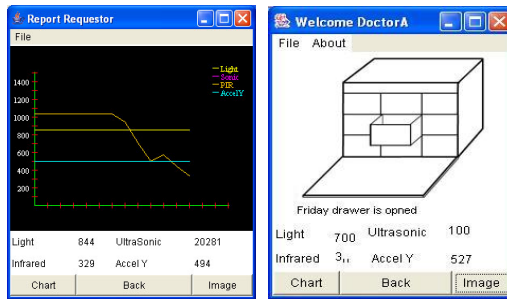 Report Requestor
File
Light
Sonic
PIR
AccelY
1400
1200
1000
800
600
400
200
Light 844 UltraSonic 20281
Infrared 329 Accel Y 494
Chart Back Image
Welcome DoctorA
File About
Friday drawer is opned
Light 700 UltraSonic 100
Infrared Accel Y 527
Chart Back Image